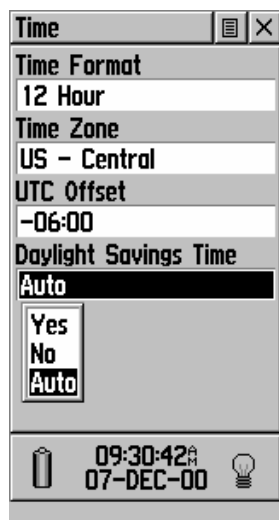 Time
Time Format
12 Hour
Time Zone
US - Central
UTC Offset
-06:00
Daylight Savings Time
Auto
Yes
No
Auto
09:30:42AM
07-DEC-00